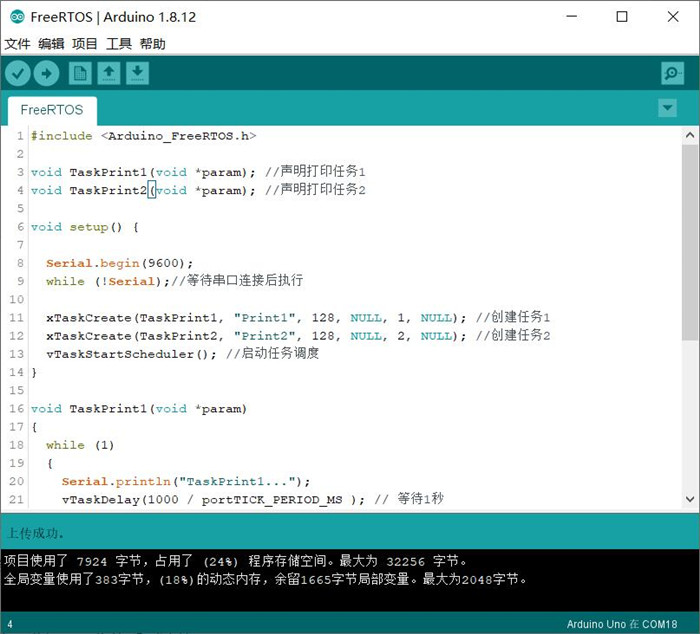 FreeRTOS | Arduino 1.8.12
文件 编辑 项目 工具 帮助
FreeRTOS
1 #include <Arduino_FreeRTOS.h>
2
3 void TaskPrint1(void *param); //声明打印任务1
4 void TaskPrint2(void *param); //声明打印任务2
5
6 void setup() {
7
8 Serial.begin(9600);
9 while (!Serial);//等待串口连接后执行
10
11 xTaskCreate(TaskPrint1, "Print1", 128, NULL, 1, NULL); //创建任务1
12 xTaskCreate(TaskPrint2, "Print2", 128, NULL, 2, NULL); //创建任务2
13 vTaskStartScheduler(); //启动任务调度
14 }
15
16 void TaskPrint1(void *param)
17 {
18 while (1)
19 {
20 Serial.println("TaskPrint1...");
21 vTaskDelay(1000 / portTICK_PERIOD_MS ); // 等待1秒
上传成功。
项目使用了 7924 字节，占用了 (24%) 程序存储空间。最大为 32256 字节。
全局变量使用了383字节，(18%)的动态内存，余留1665字节局部变量。最大为2048字节。
4
Arduino Uno 在 COM18